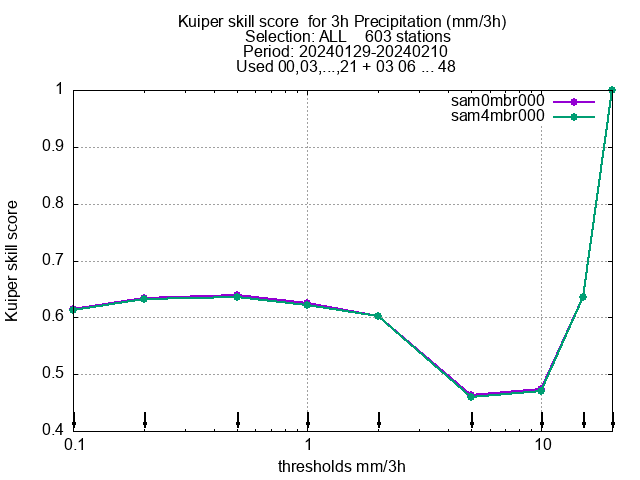 Kuiper skill score  for 3h Precipitation (mm/3h)
Selection: ALL    603 stations
Period: 20240129-20240210
Used 00,03,...,21 + 03 06 ... 48
sam0mbr000
sam4mbr000
Kuiper skill score
1
0.9
0.8
0.7
0.6
0.5
0.4
0.1
1
10
thresholds mm/3h